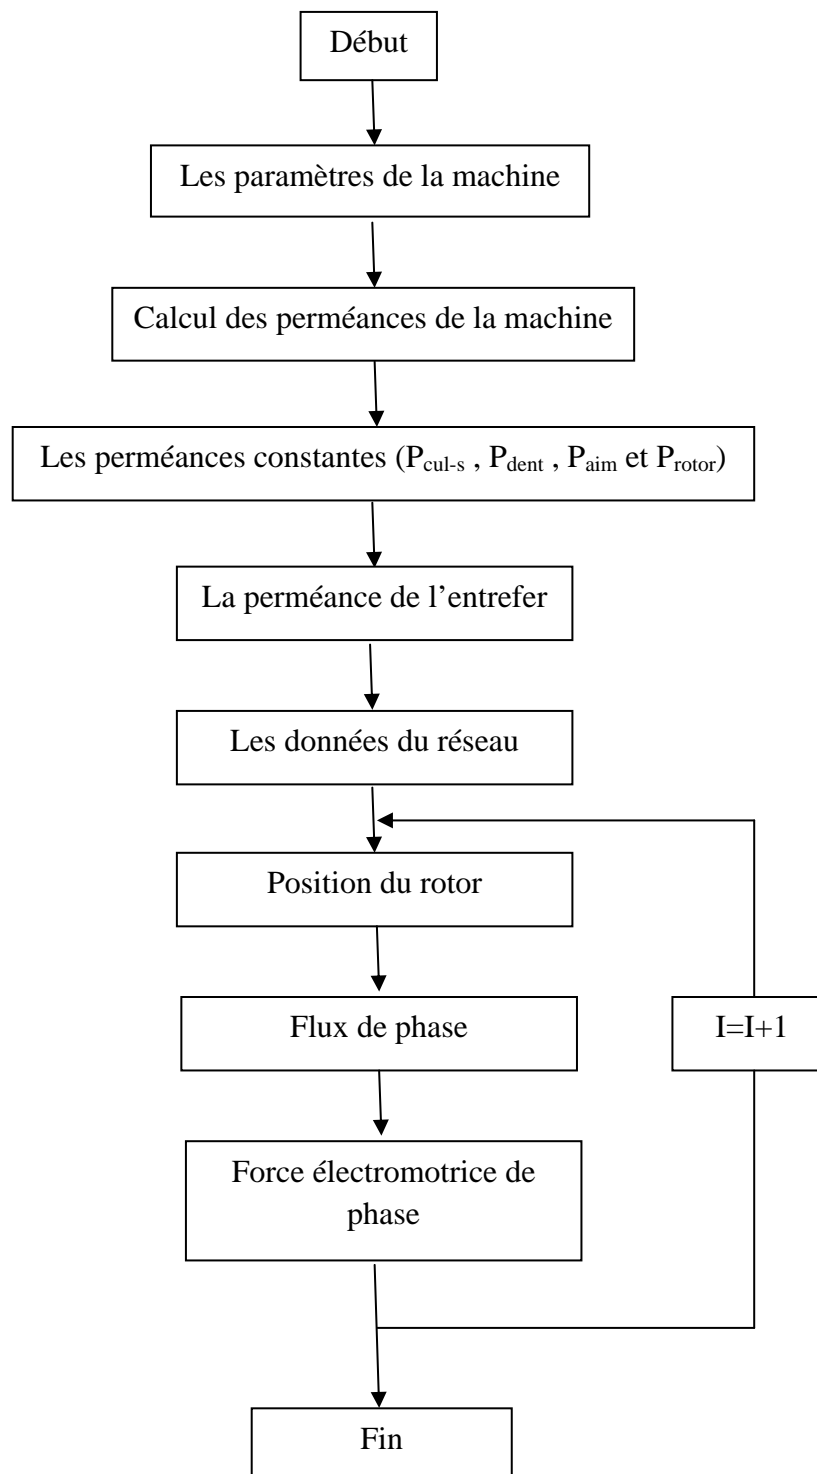 Début
Les paramètres de la machine
Calcul des perméances de la machine
Les perméances constantes (Pcul-s , Pdent , Paim et Protor)
La perméance de l’entrefer
Les données du réseau
Position du rotor
Flux de phase
I=I+1
Force électromotrice de
phase
Fin